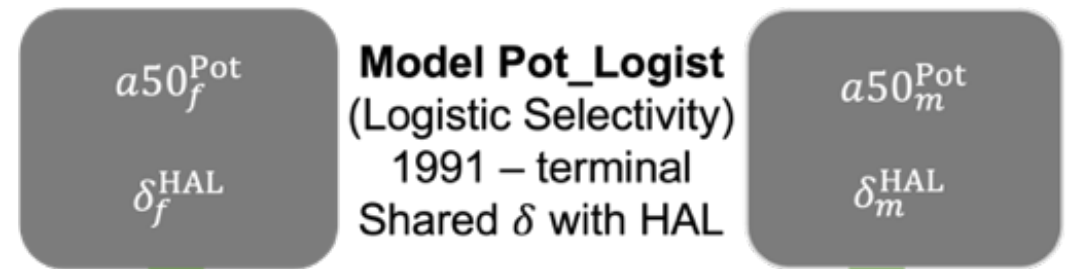 a50_f^Pot
δ_f^HAL
Model Pot_Logist
(Logistic Selectivity)
1991 – terminal
Shared δ with HAL
a50_m^Pot
δ_m^HAL